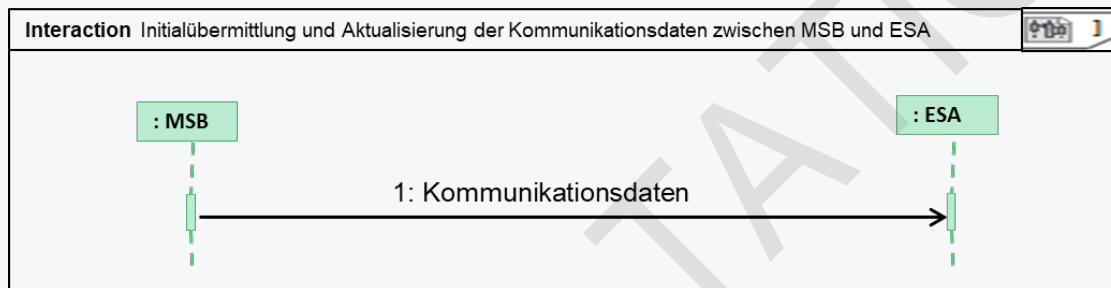 Interaction Initialübermittlung und Aktualisierung der Kommunikationsdaten zwischen MSB und ESA
: MSB
: ESA
1: Kommunikationsdaten